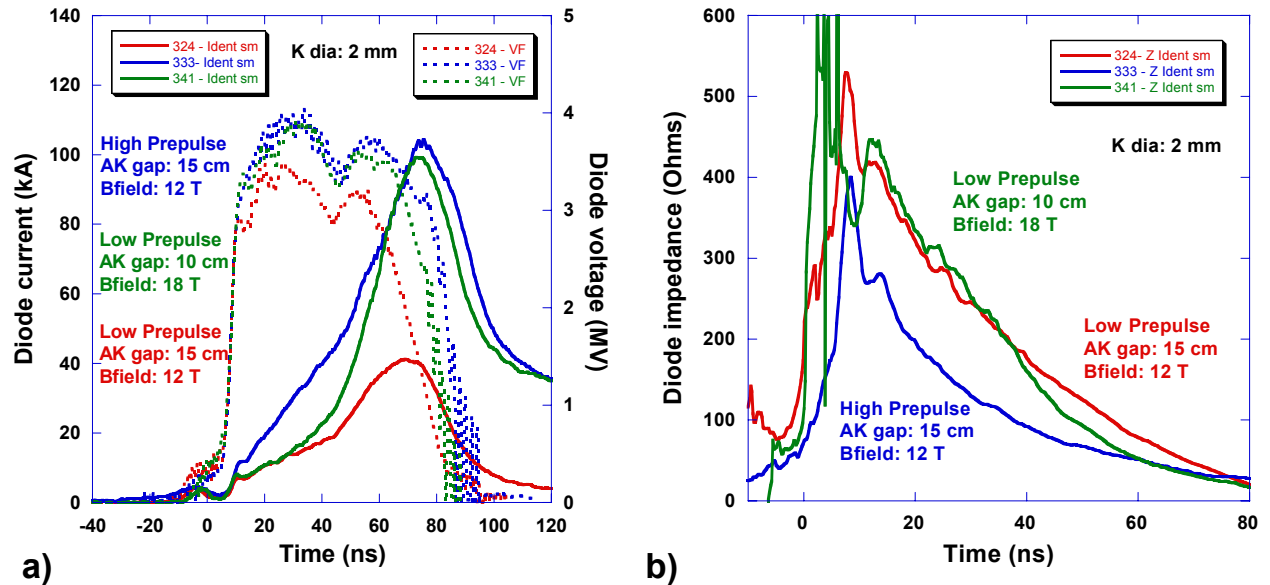 140
120
100
80
60
40
20
0
Diode current (kA)
324 - Ident sm
333- Ident sm
341 - Ident sm
K dia: 2 mm
324 - VF
333 - VF
341 - VF
High Prepulse
AK gap: 15 cm
Bfield: 12 T
Low Prepulse
AK gap: 10 cm
Bfield: 18 T
Low Prepulse
AK gap: 15 cm
Bfield: 12 T
5
4
3
2
1
0
Diode voltage (MV)
-40 -20 0 20 40 60 80 100 120
Time (ns)
a)
600
500
400
300
200
100
0
Diode impedance (Ohms)
324- Z Ident sm
333 - Z Ident sm
341 - Z Ident sm
K dia: 2 mm
Low Prepulse
AK gap: 10 cm
Bfield: 18 T
Low Prepulse
AK gap: 15 cm
Bfield: 12 T
High Prepulse
AK gap: 15 cm
Bfield: 12 T
0 20 40 60 80
Time (ns)
b)